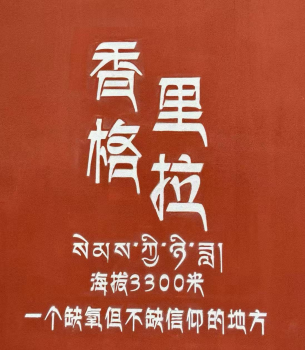 香格里拉
སེམས་ཀྱི་ཉི་ཟླ།
海拔3300米
一个缺氧但不缺信仰的地方